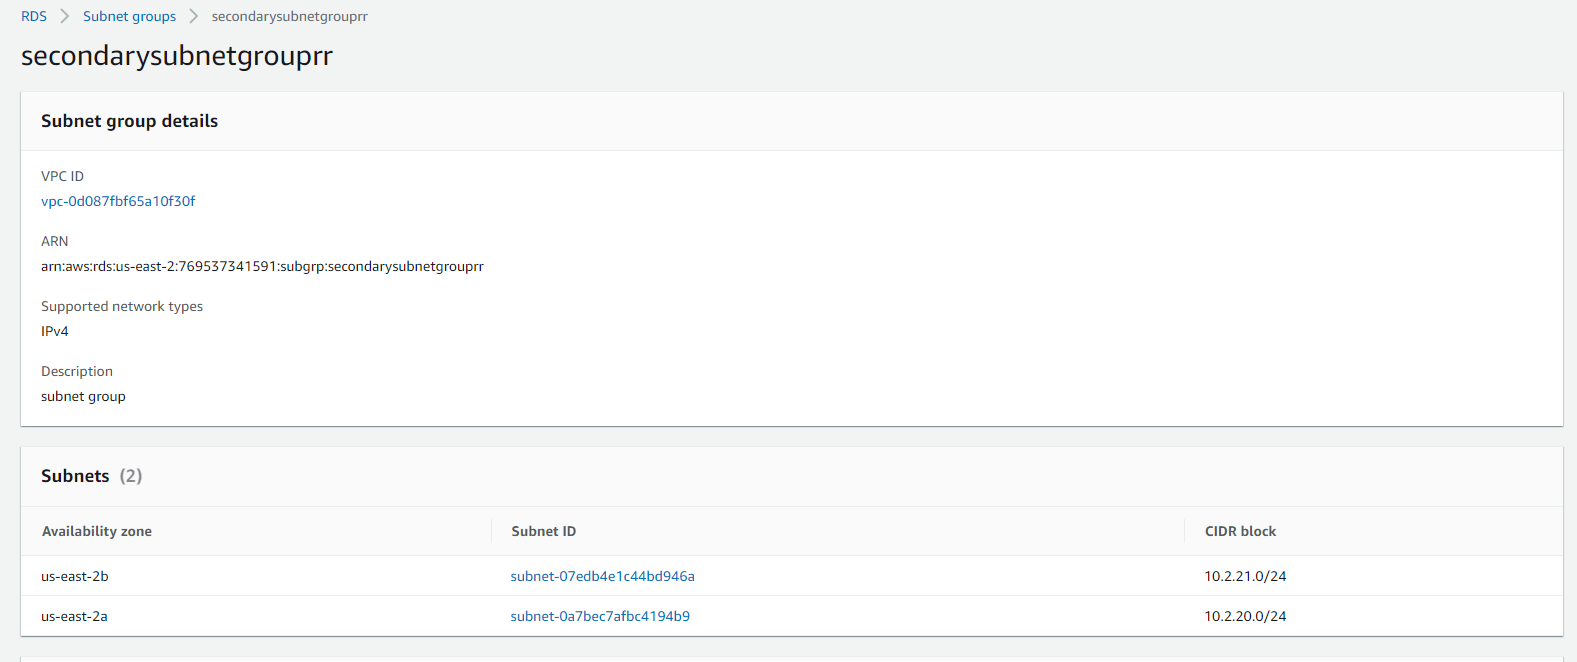 RDS > Subnet groups > secondarysubnetgrouprr
secondarysubnetgrouprr
Subnet group details
VPC ID
vpc-0d087fbf65a10f30f
ARN
arn:aws:rds:us-east-2:769537341591:subgrp:secondarysubnetgrouprr
Supported network types
IPv4
Description
subnet group
Subnets (2)
Availability zone Subnet ID CIDR block
us-east-2b subnet-07edb4e1c44bd946a 10.2.21.0/24
us-east-2a subnet-0a7bec7afbc4194b9 10.2.20.0/24